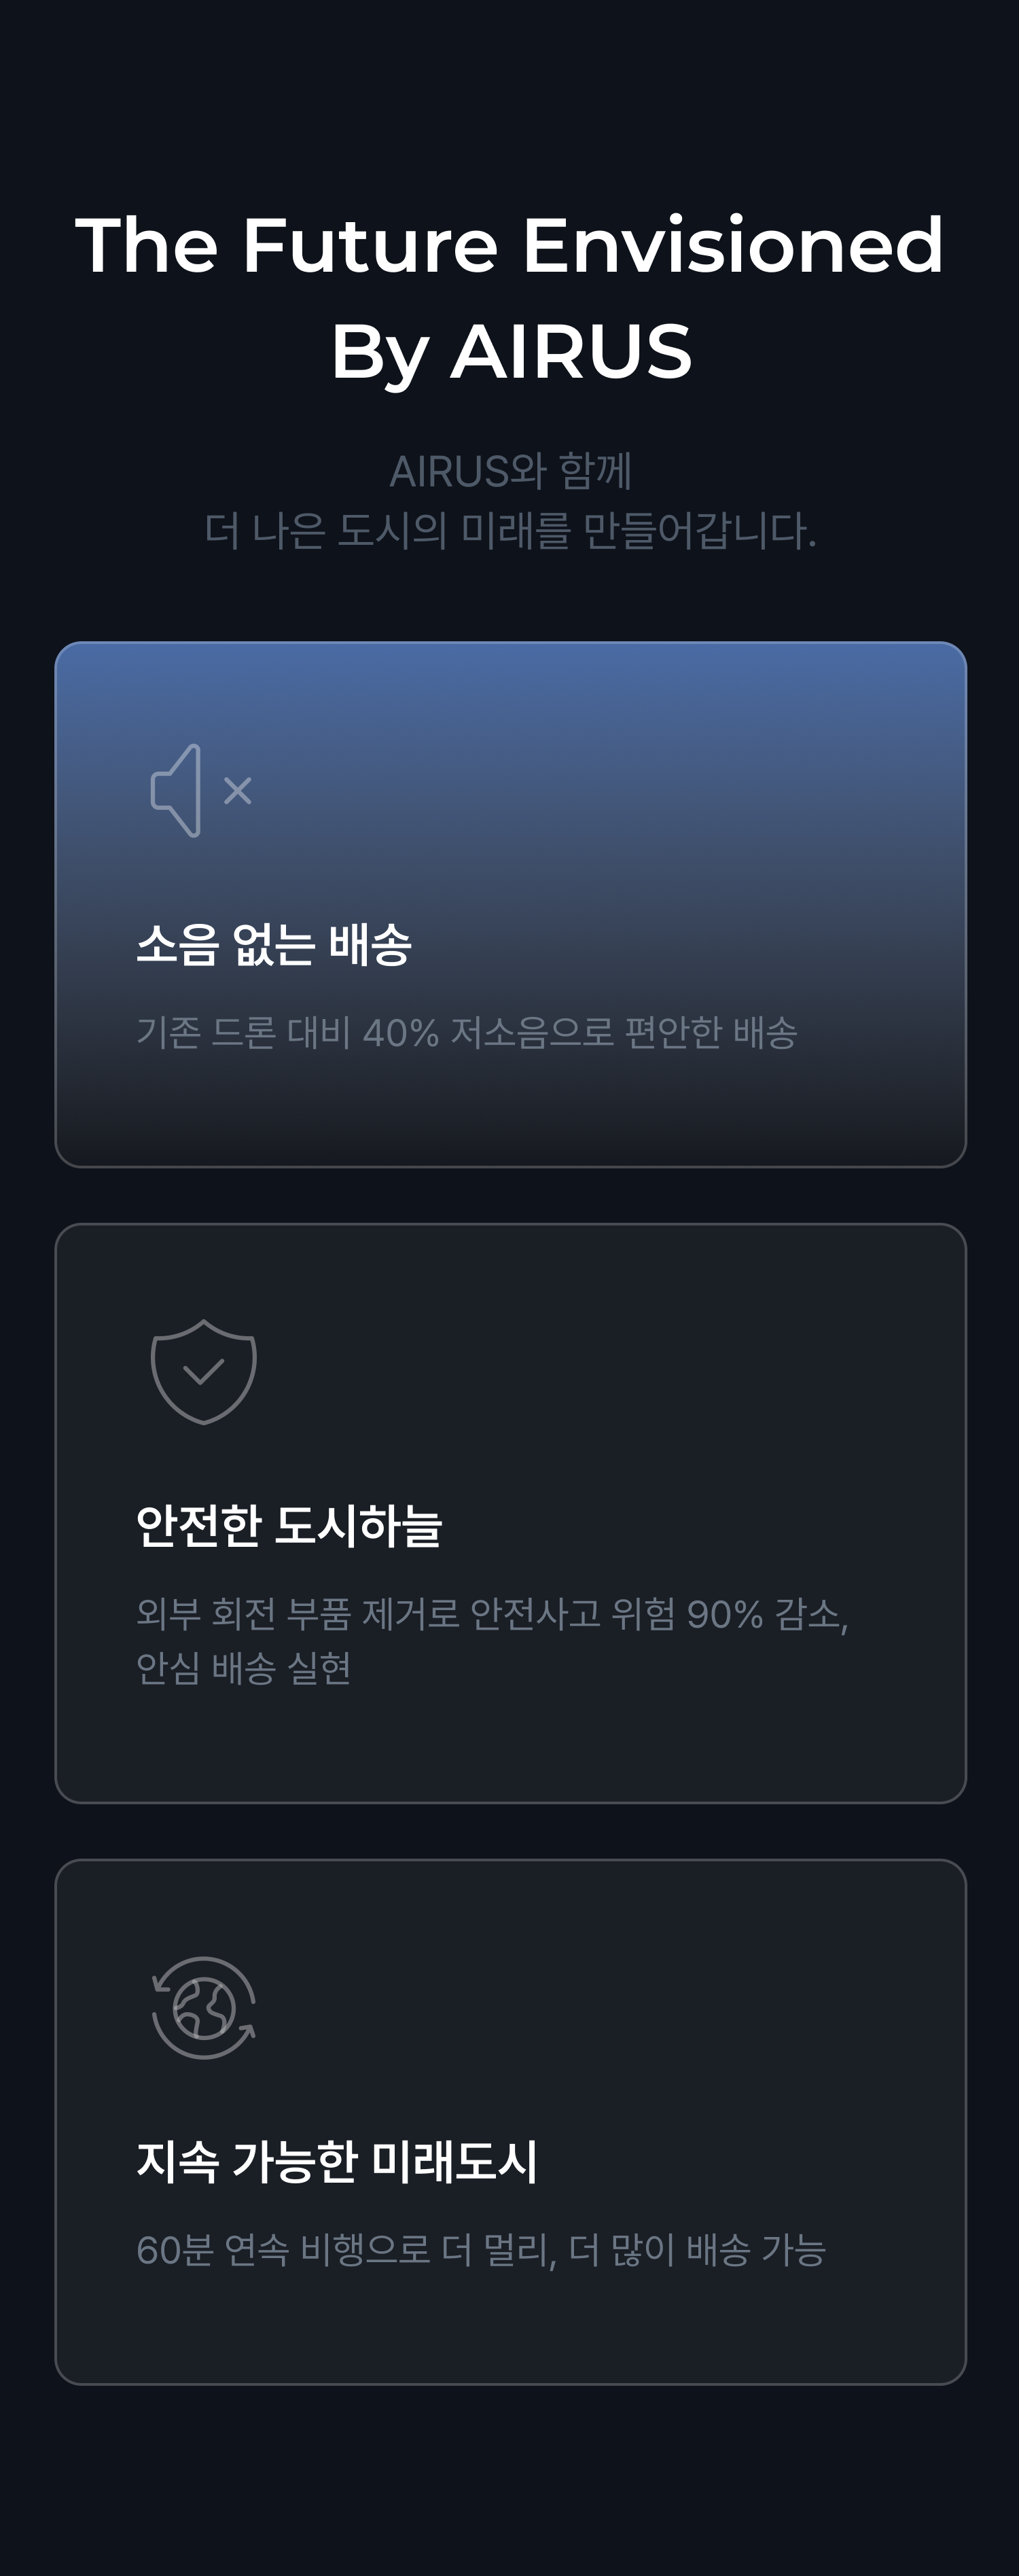 The Future Envisioned
By AIRUS
AIRUS와 함께
더 나은 도시의 미래를 만들어갑니다.
소음 없는 배송
기존 드론 대비 40% 저소음으로 편안한 배송
안전한 도시하늘
외부 회전 부품 제거로 안전사고 위험 90% 감소,
안심 배송 실현
지속 가능한 미래도시
60분 연속 비행으로 더 멀리, 더 많이 배송 가능